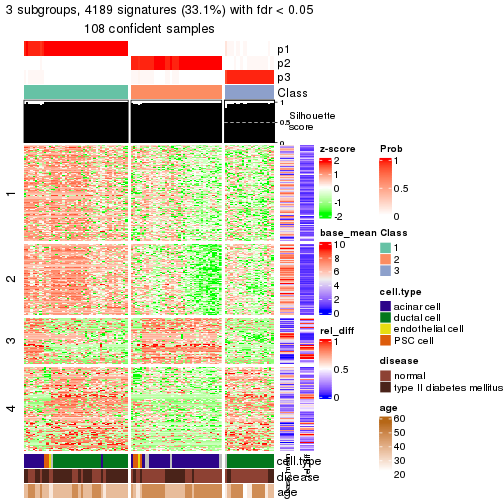 3 subgroups, 4189 signatures (33.1%) with fdr < 0.05
108 confident samples
p1
p2
p3
Class
1
0.5
0
Silhouette
score
1
2
3
4
z-score
2
1
0
-1
-2
base_mean
10
8
6
4
2
0
rel_diff
1
0.5
0
Prob
1
0.5
0
Class
1
2
3
cell.type
acinar cell
ductal cell
endothelial cell
PSC cell
disease
normal
type II diabetes mellitus
age
60
50
40
30
20
cell.type
disease
age